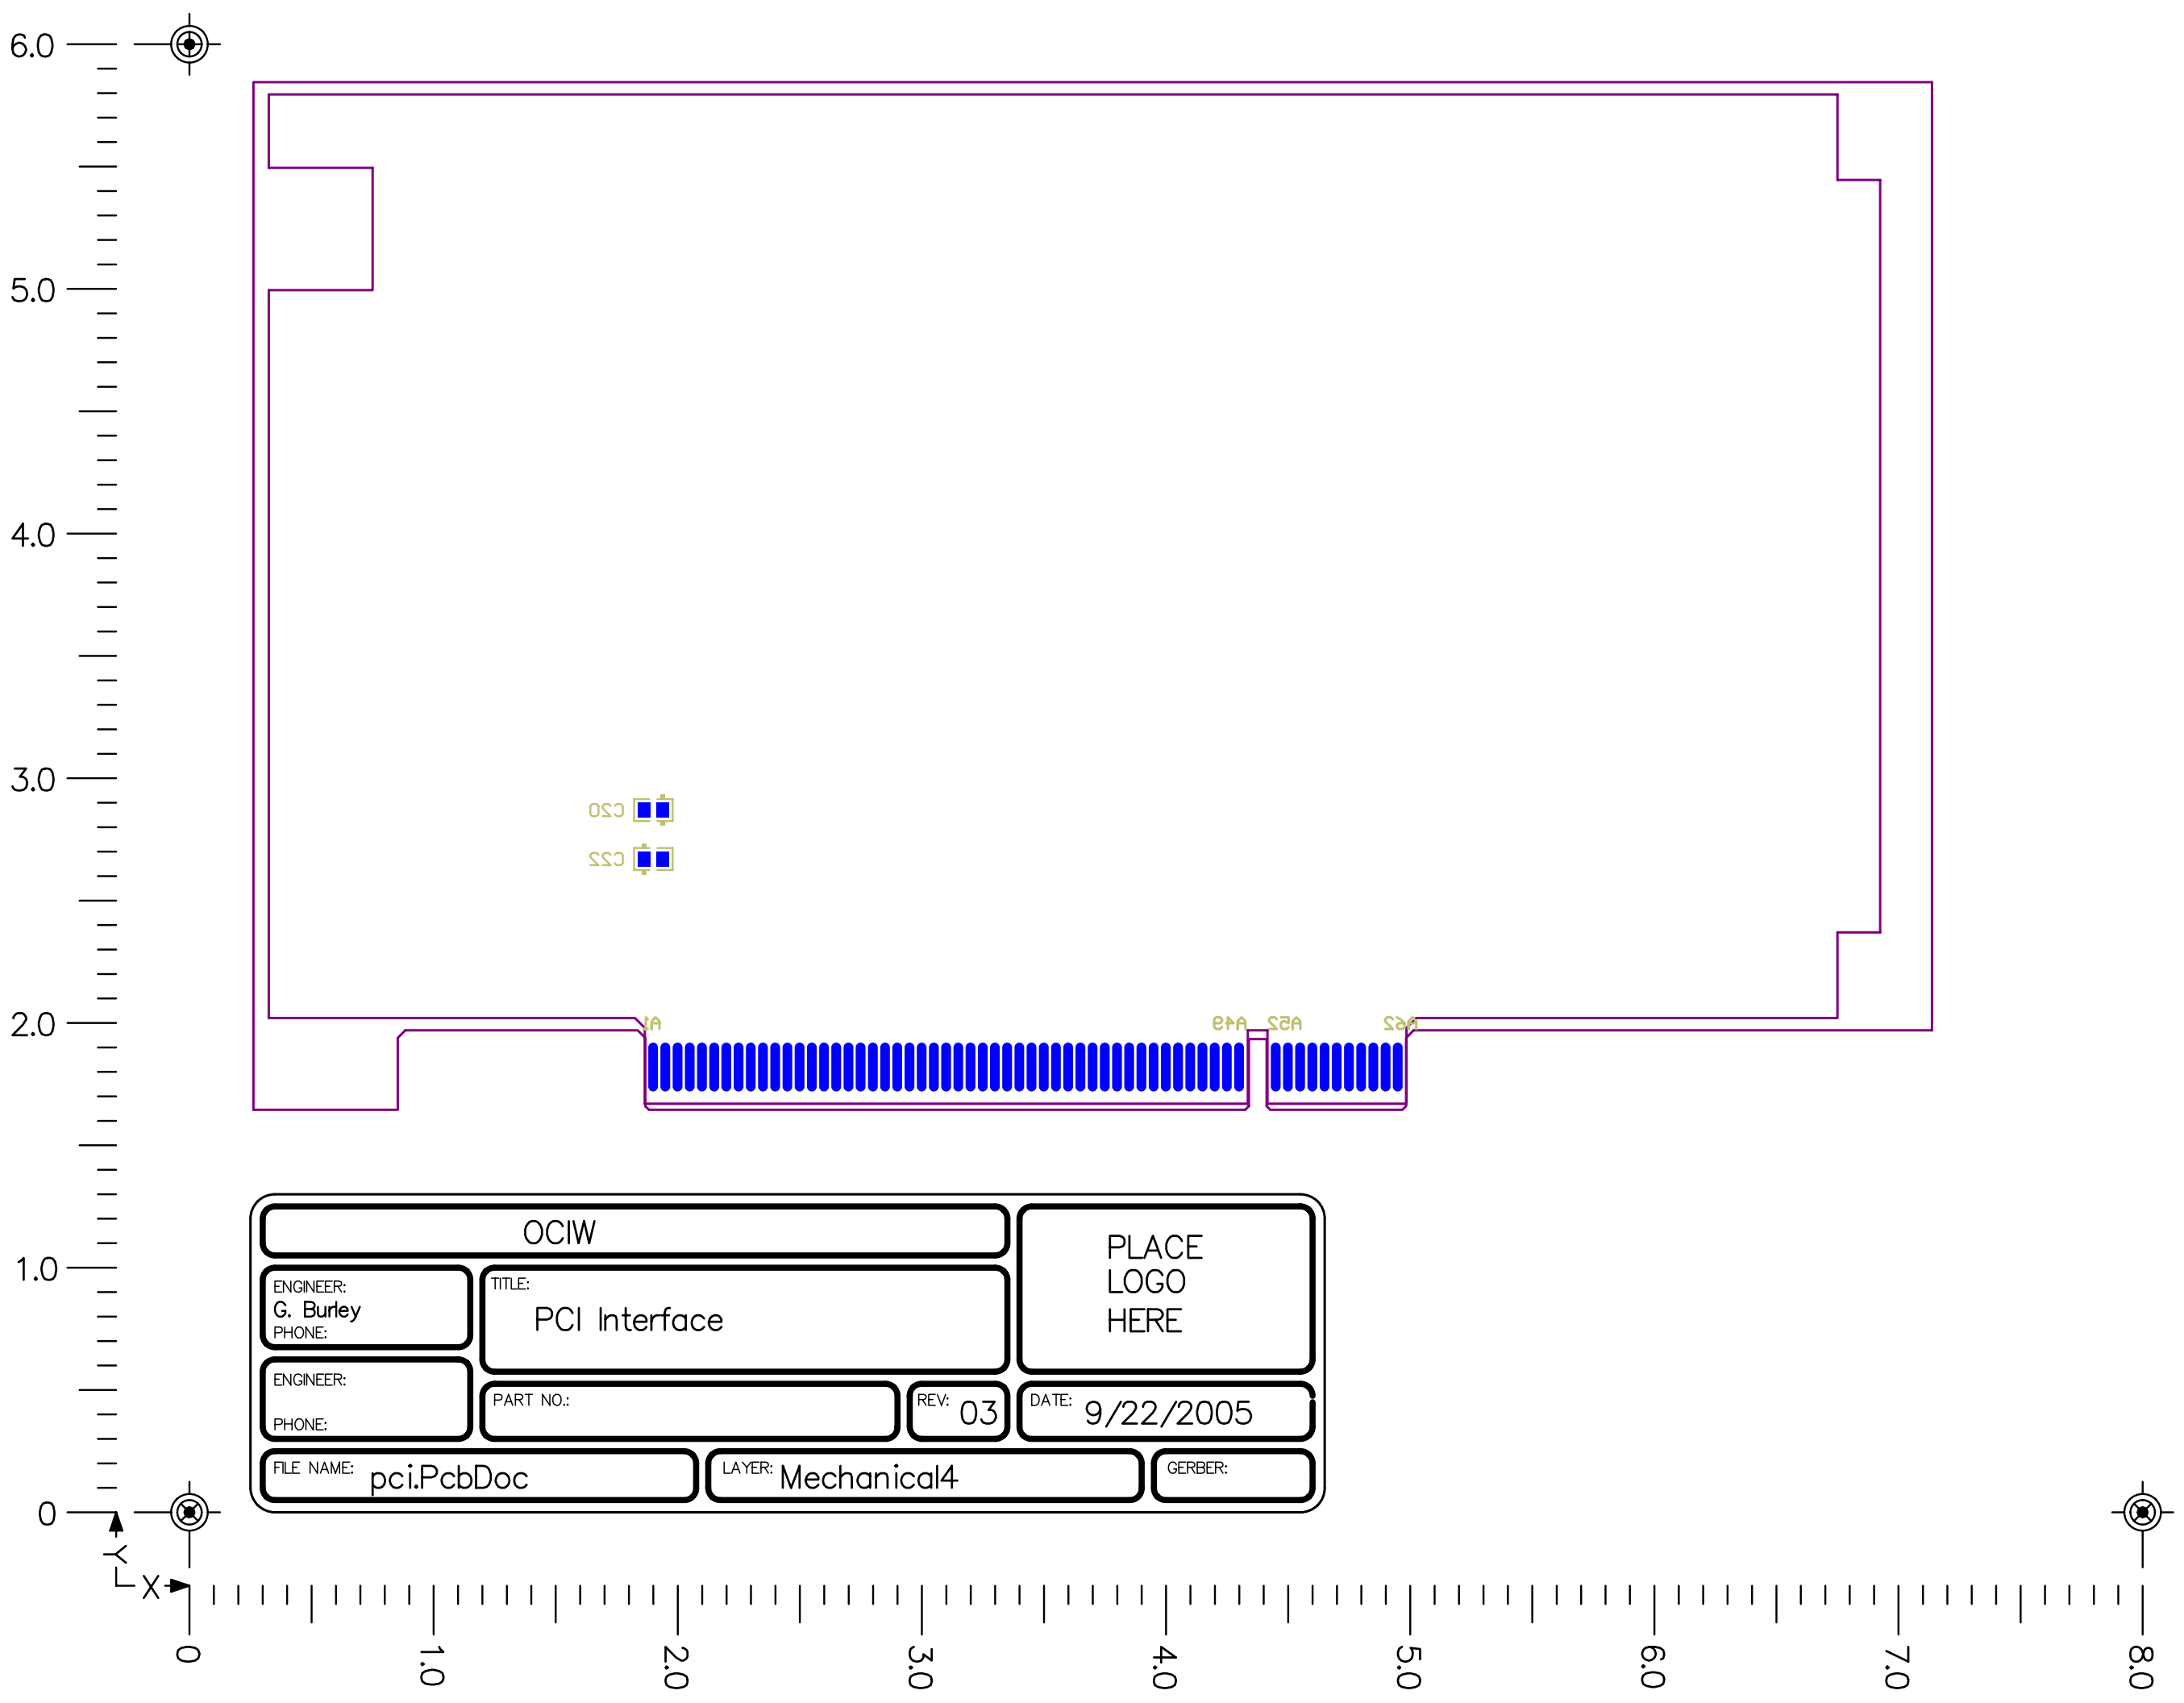 6.0
5.0
4.0
3.0
C20
C22
2.0
A1 A49 A52 A62
1.0
OCIW
PLACE
LOGO
HERE
ENGINEER:
G. Burley
PHONE:
TITLE:
PCI Interface
ENGINEER:
PHONE:
PART NO.:
REV: 03
DATE: 9/22/2005
FILE NAME: pci.PcbDoc
LAYER: Mechanical4
GERBER:
0
Y
X
0 1.0 2.0 3.0 4.0 5.0 6.0 7.0 8.0